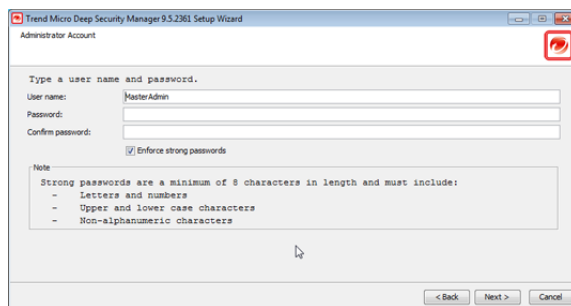 Trend Micro Deep Security Manager 9.5.2361 Setup Wizard
Administrator Account
Type a user name and password.
User name: MasterAdmin
Password:
Confirm password:
Enforce strong passwords
Note
Strong passwords are a minimum of 8 characters in length and must include:
- Letters and numbers
- Upper and lower case characters
- Non-alphanumeric characters
< Back Next > Cancel